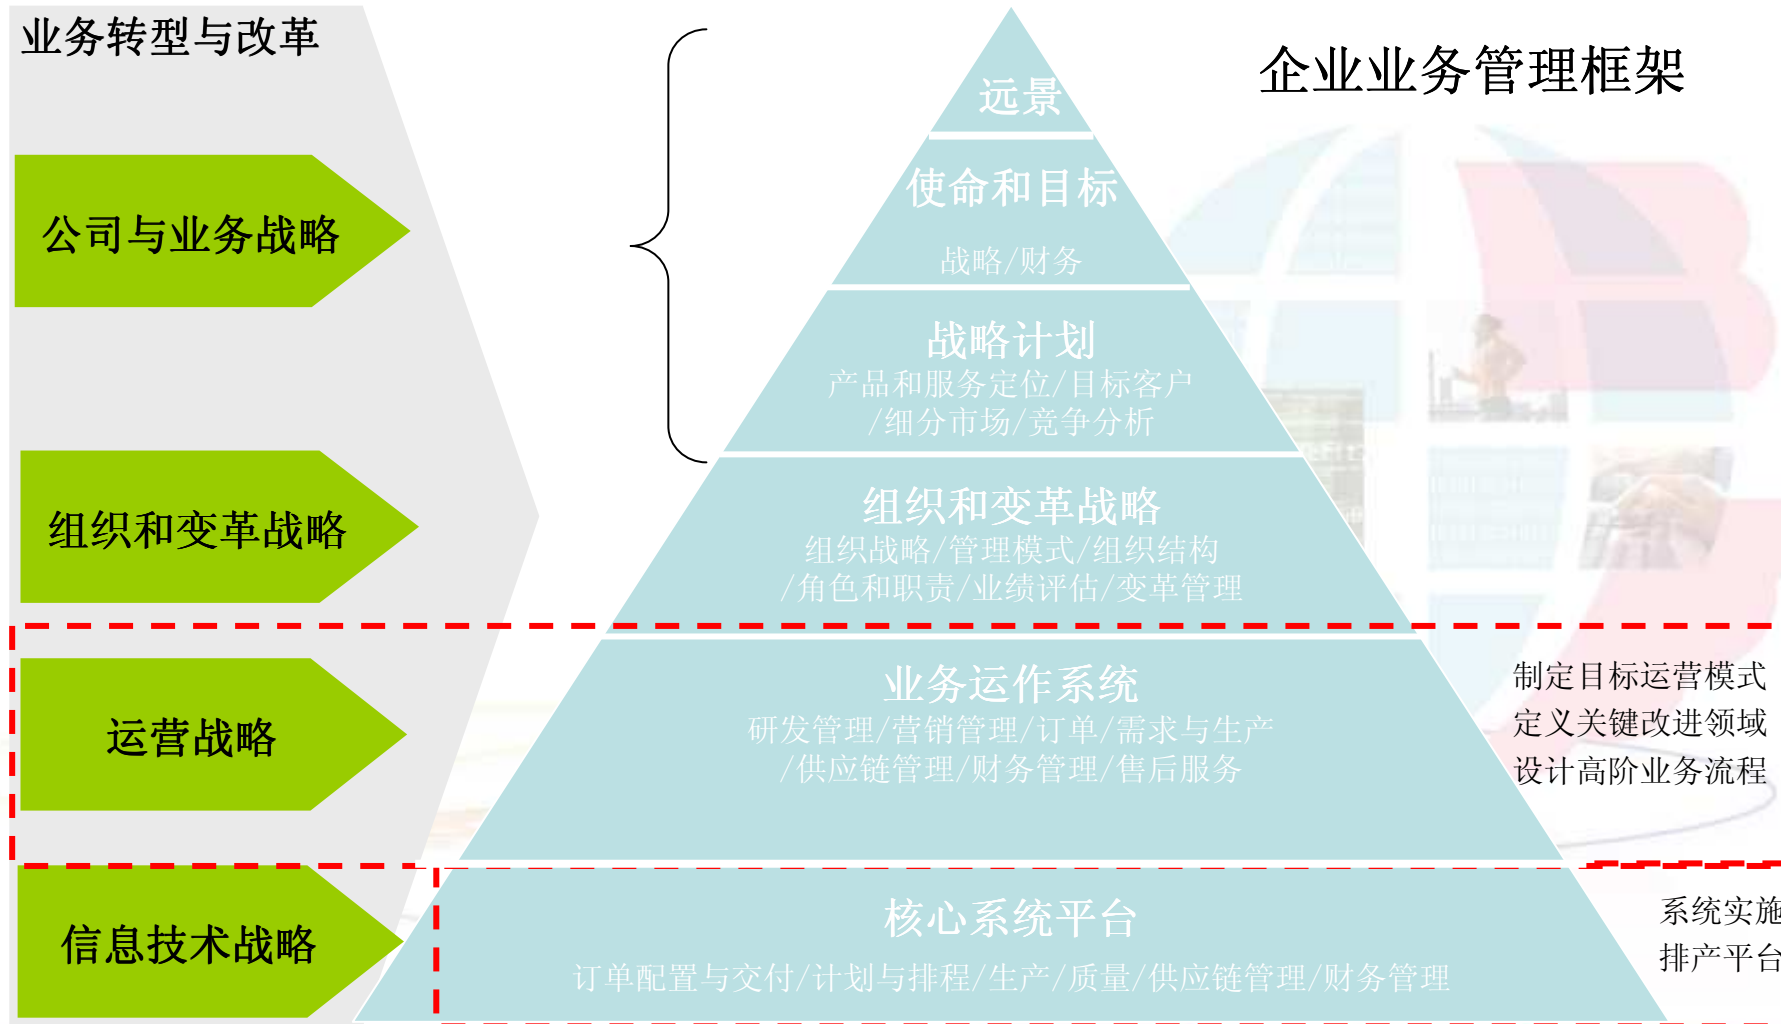 业务转型与改革
企业业务管理框架
远景
使命和目标
战略/财务
公司与业务战略
战略计划
产品和服务定位/目标客户
/细分市场/竞争分析
组织和变革战略
组织和变革战略
组织战略/管理模式/组织结构
/角色和职责/业绩评估/变革管理
运营战略
业务运作系统
研发管理/营销管理/订单/需求与生产
/供应链管理/财务管理/售后服务
制定目标运营模式
定义关键改进领域
设计高阶业务流程
信息技术战略
核心系统平台
订单配置与交付/计划与排程/生产/质量/供应链管理/财务管理
系统实施
排产平台